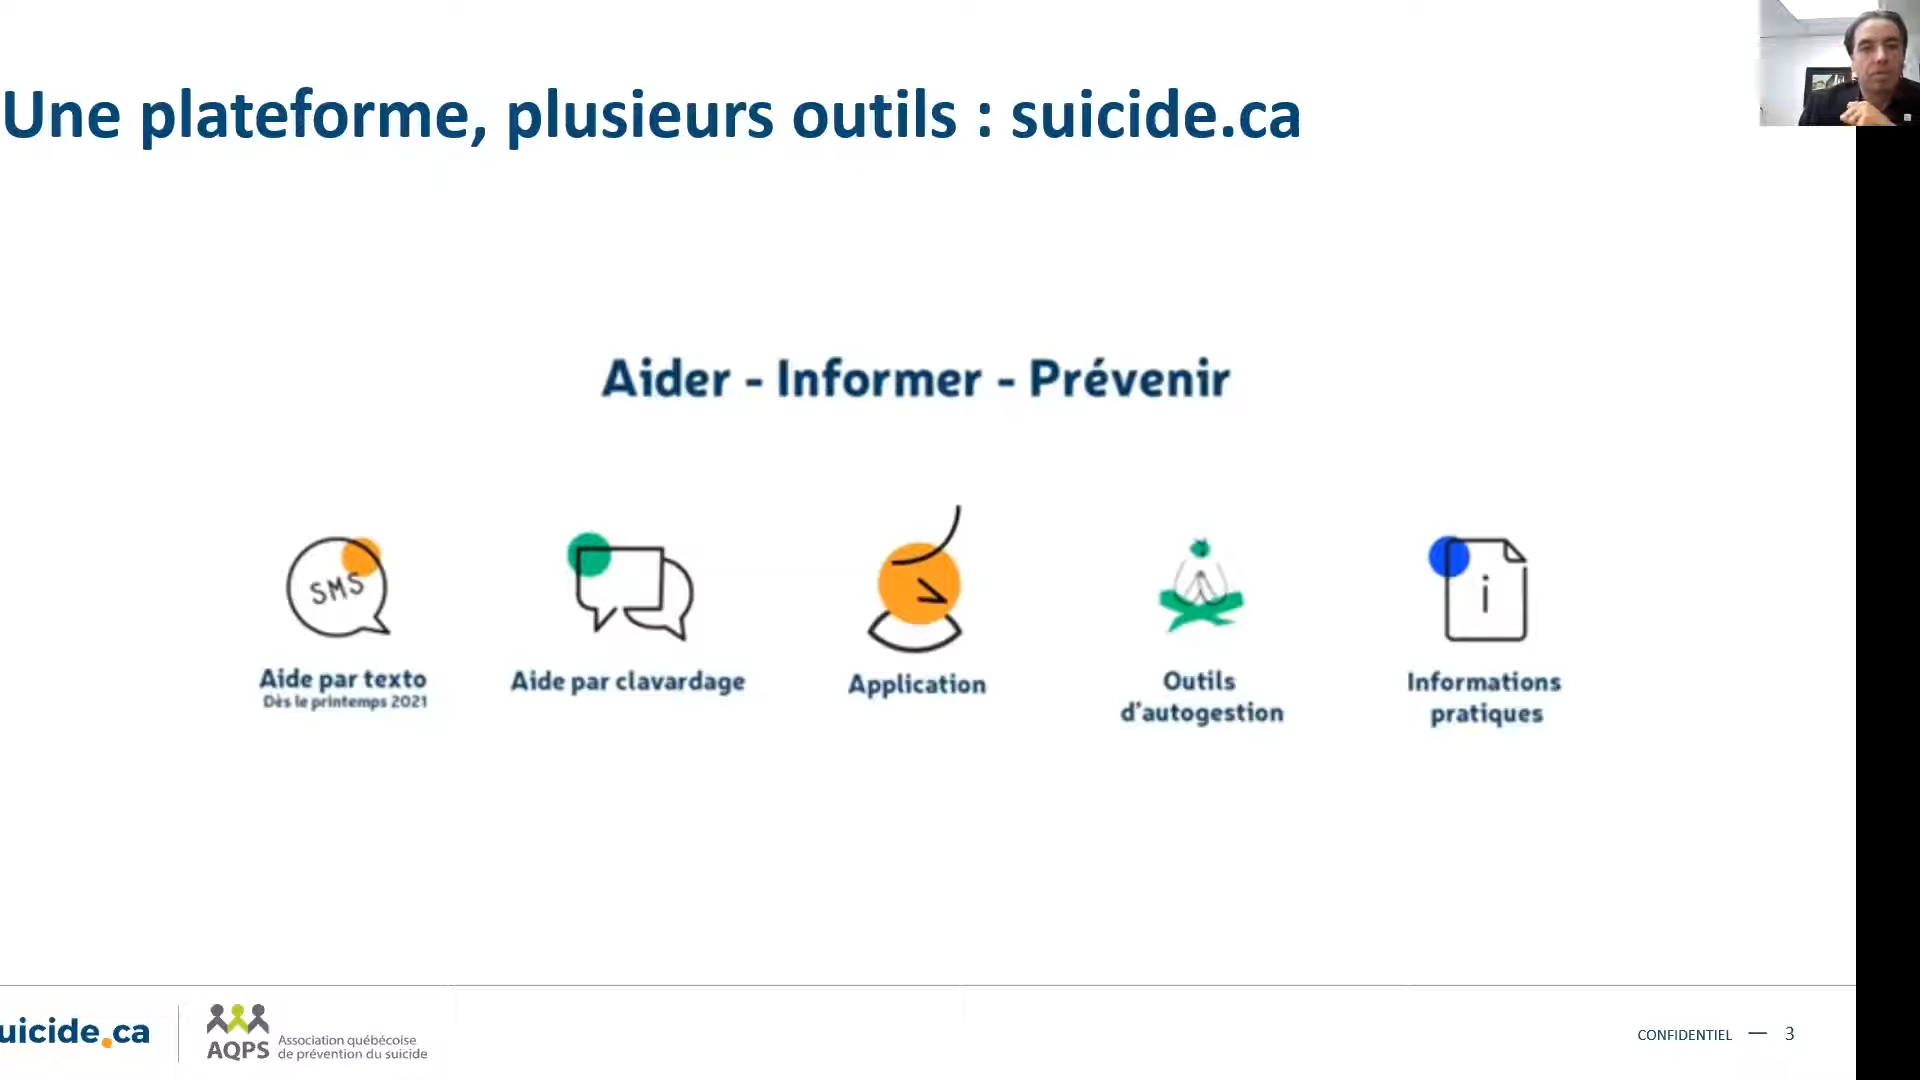 Une plateforme, plusieurs outils : suicide.ca
Aider - Informer - Prévenir
SMS
Aide par texto
Dès le printemps 2021
Aide par clavardage
Application
Outils
d'autogestion
i
Informations
pratiques
uicide.ca
AQPS
Association québécoise
de prévention du suicide
CONFIDENTIEL — 3